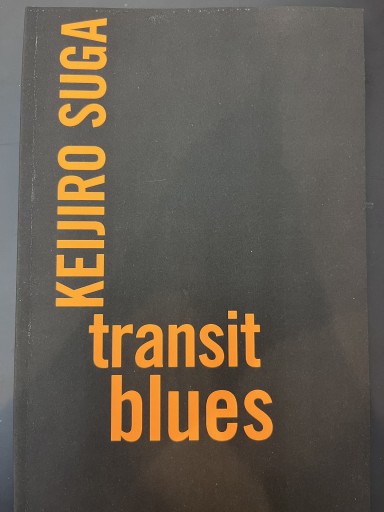 KEIJIRO SUGA
transit
blues